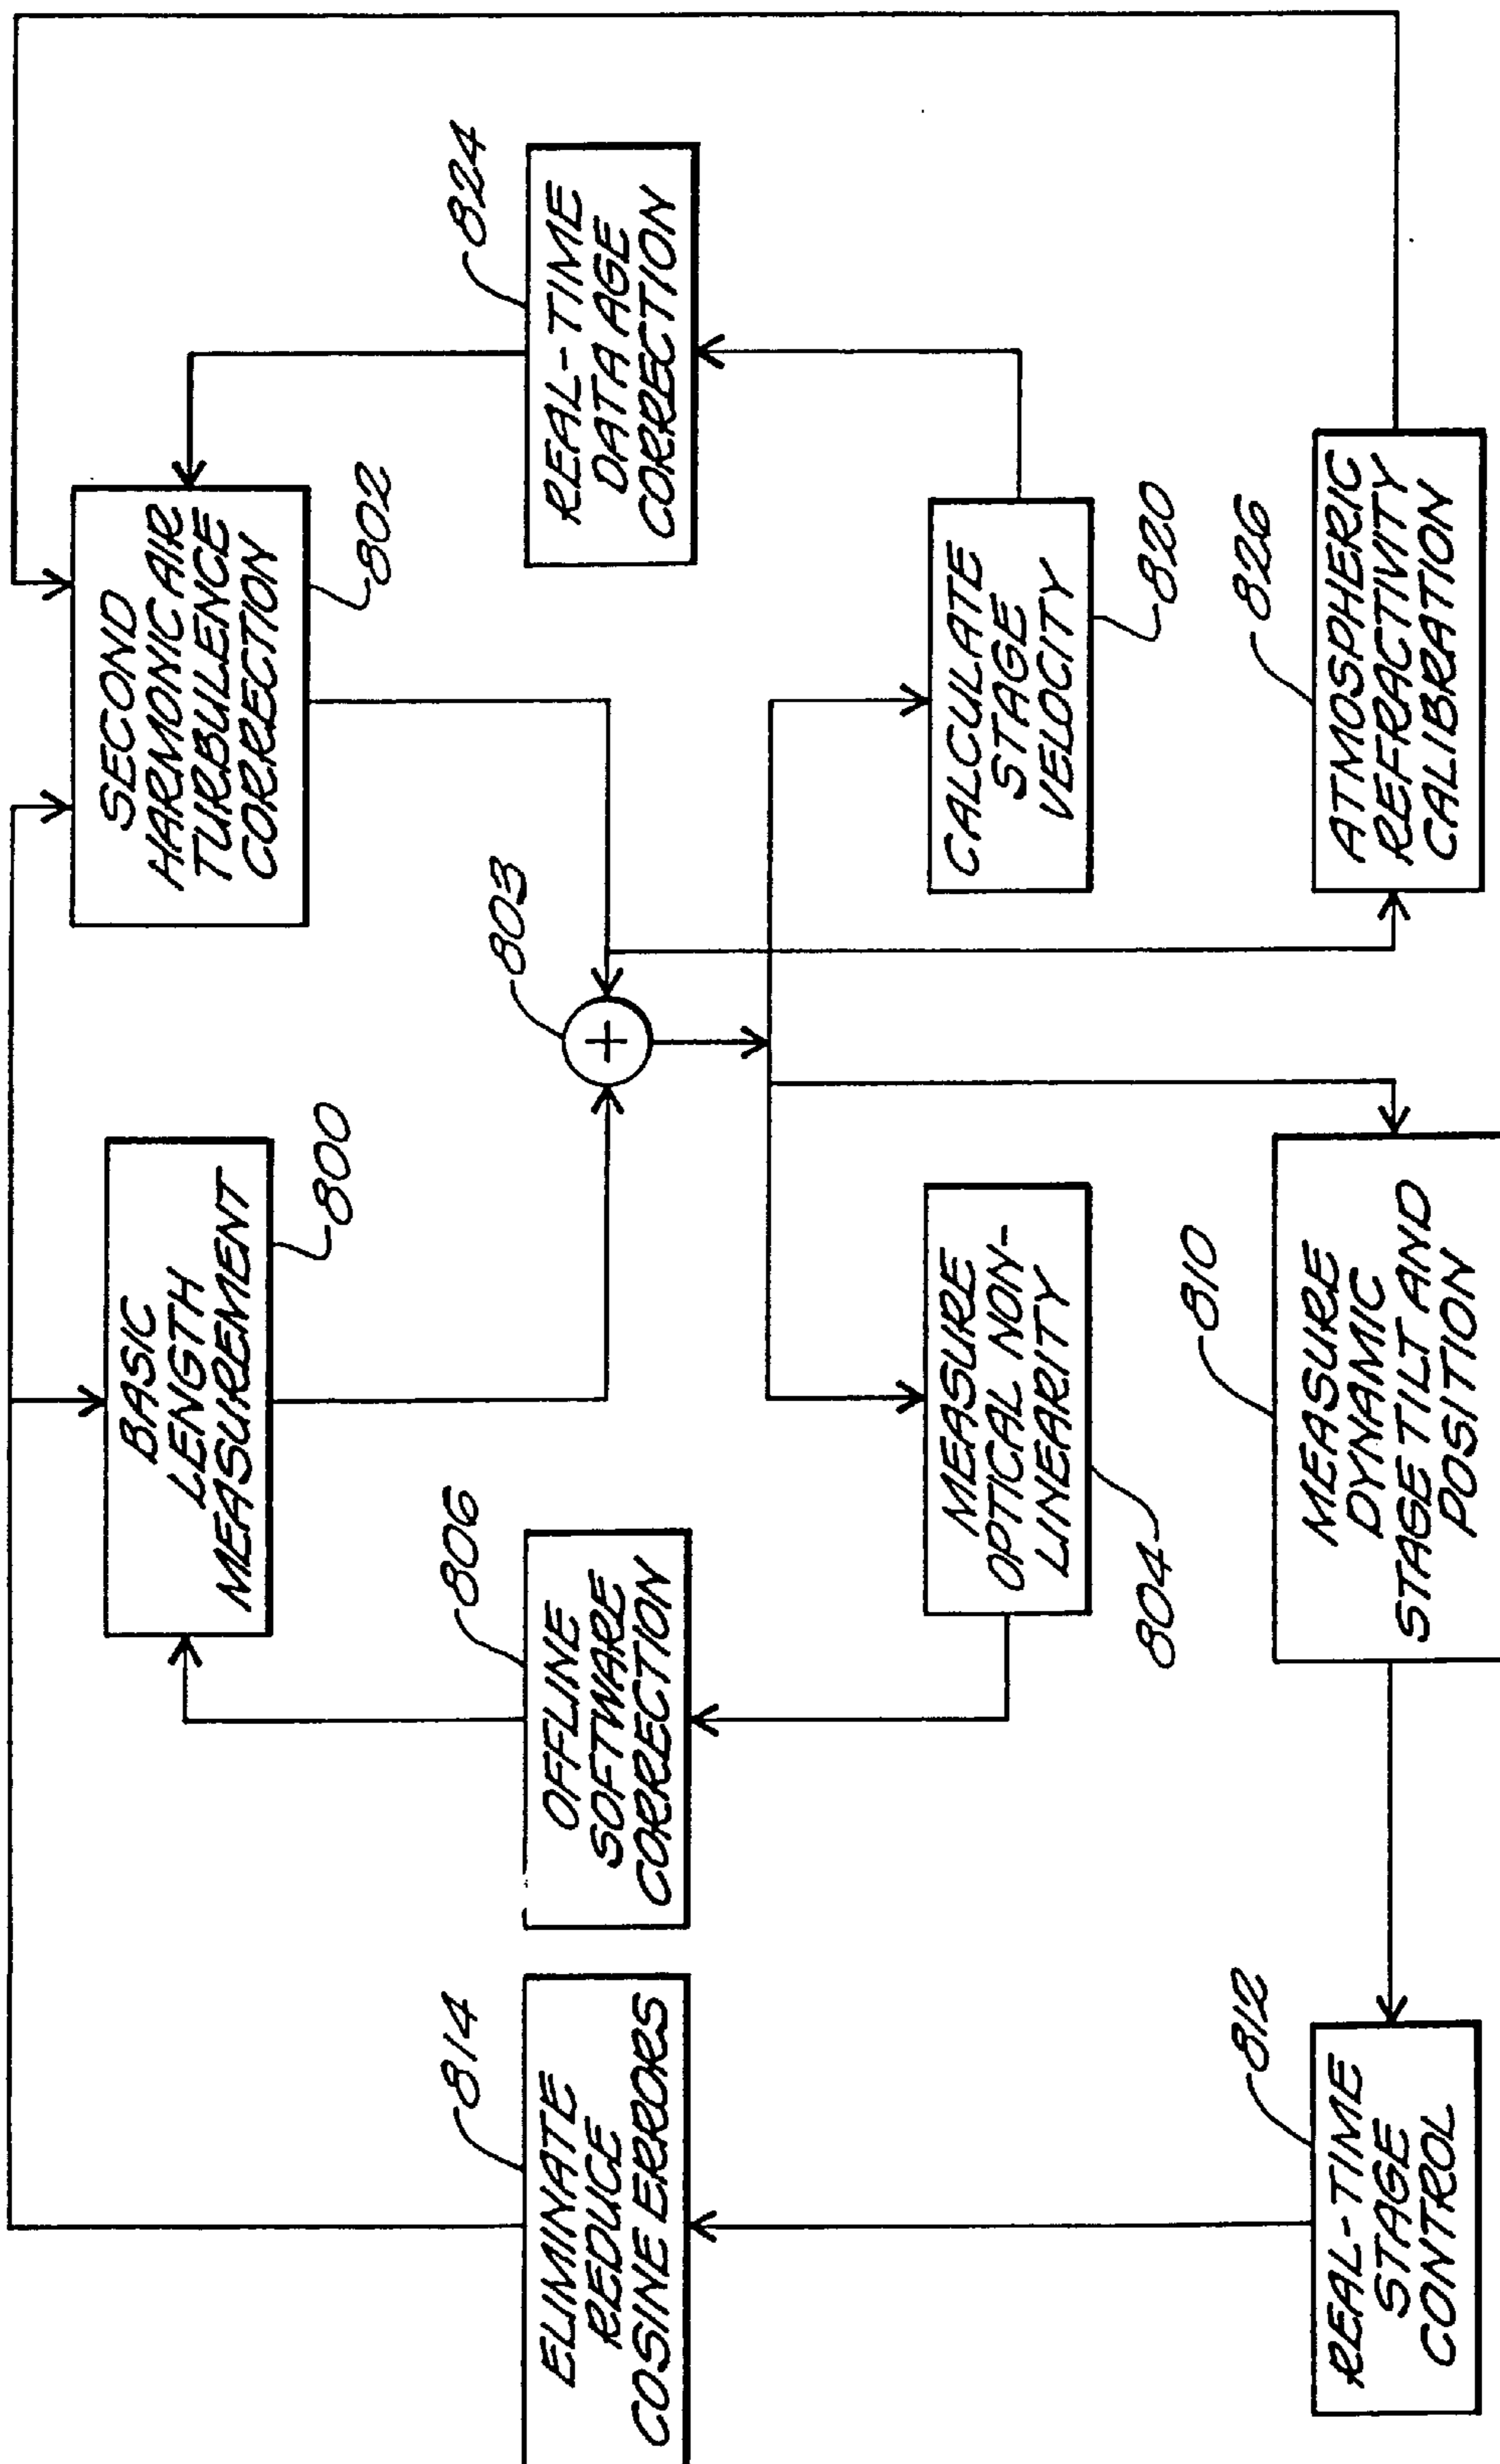 BASIC
LENGTH
MEASUREMENT
800
SECOND
HARMONIC AIR
TURBULENCE
CORRECTION
802
803
+
814
ELIMINATE
REDUCE
COSINE ERRORS
806
OFFLINE
SOFTWARE
CORRECTION
824
REAL-TIME
DATA AGE
CORRECTION
MEASURE
OPTICAL NON-
LINEARITY
804
CALCULATE
STAGE
VELOCITY
820
812
REAL-TIME
STAGE
CONTROL
810
MEASURE
DYNAMIC
STAGE TILT AND
POSITION
826
ATMOSPHERIC
REFRACTIVITY
CALIBRATION